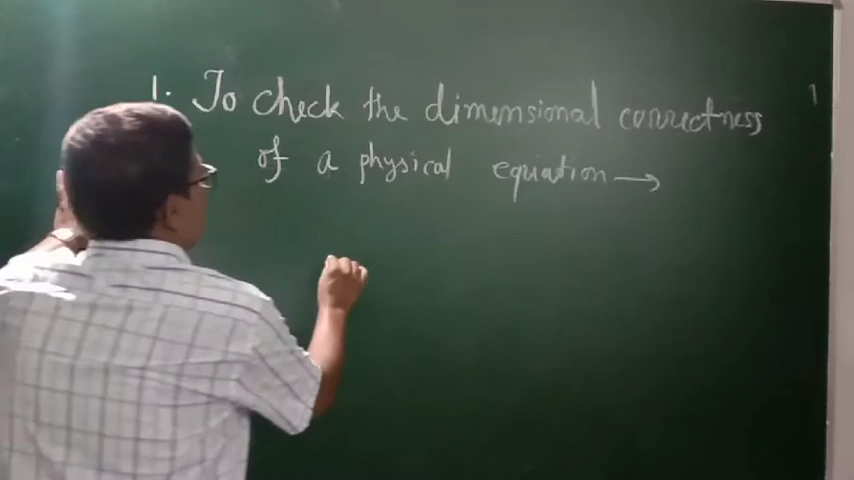 1. To check the dimensional correctness
of a physical equation →